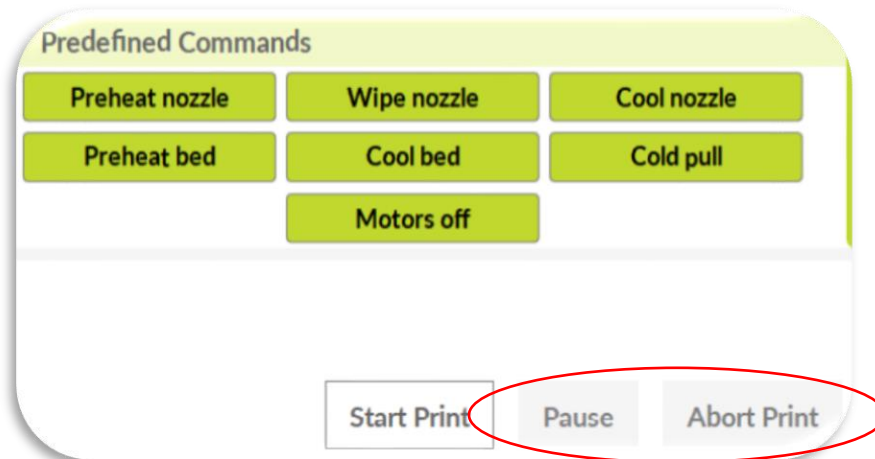 Predefined Commands
Preheat nozzle Wipe nozzle Cool nozzle
Preheat bed Cool bed Cold pull
Motors off
Start Print Pause Abort Print